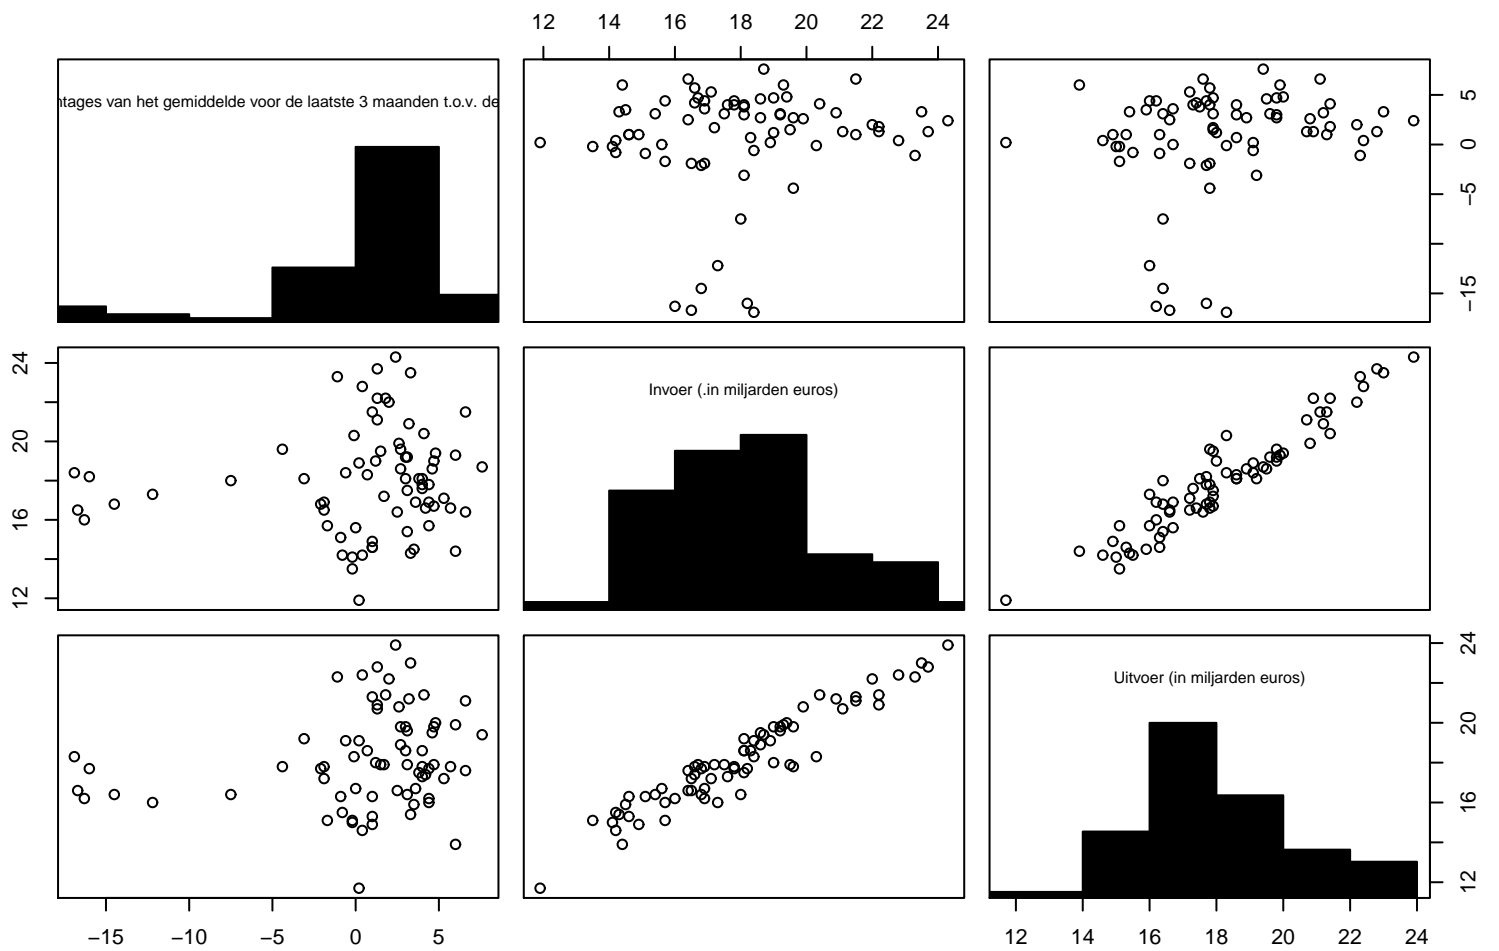 12 14 16 18 20 22 24
ntages van het gemiddelde voor de laatste 3 maanden t.o.v. de
5
0
−5
−15
24
20
16
12
Invoer (.in miljarden euros)
Uitvoer (in miljarden euros)
24
20
16
12
−15 −10 −5 0 5
12 14 16 18 20 22 24